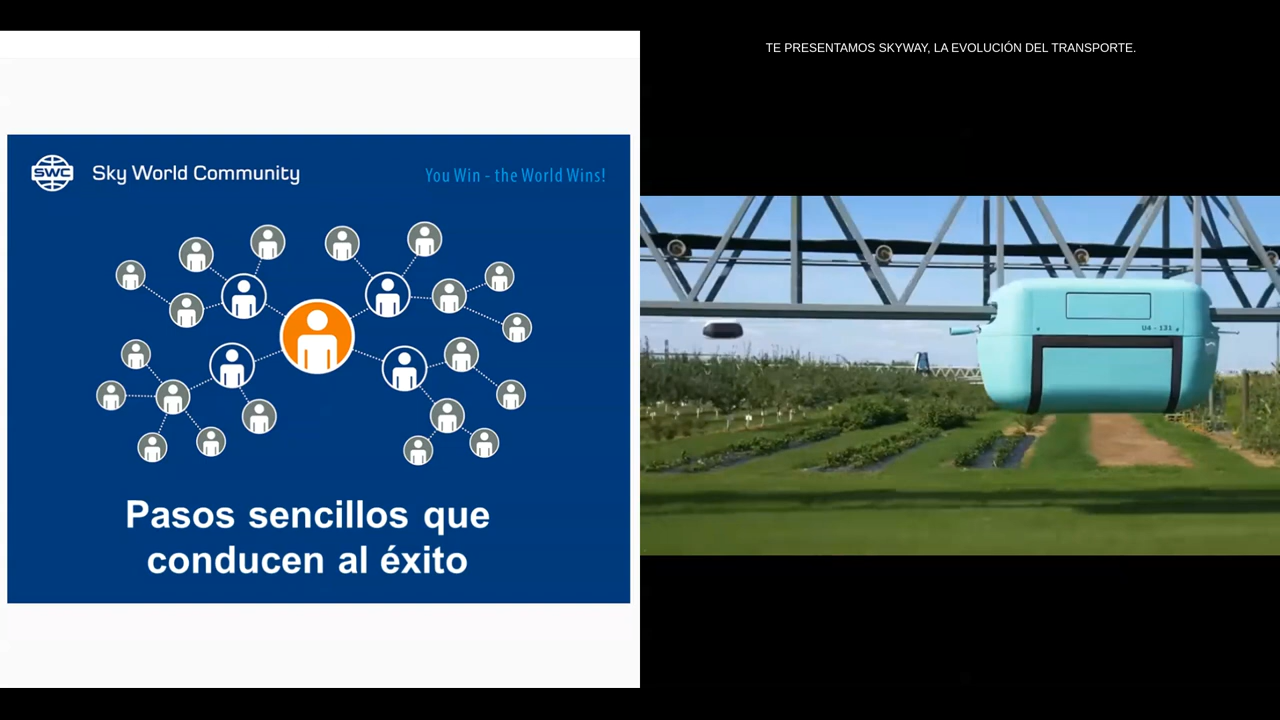 SWC
Sky World Community
You Win - the World Wins!
Pasos sencillos que
conducen al éxito
TE PRESENTAMOS SKYWAY, LA EVOLUCIÓN DEL TRANSPORTE.
U4 - 131